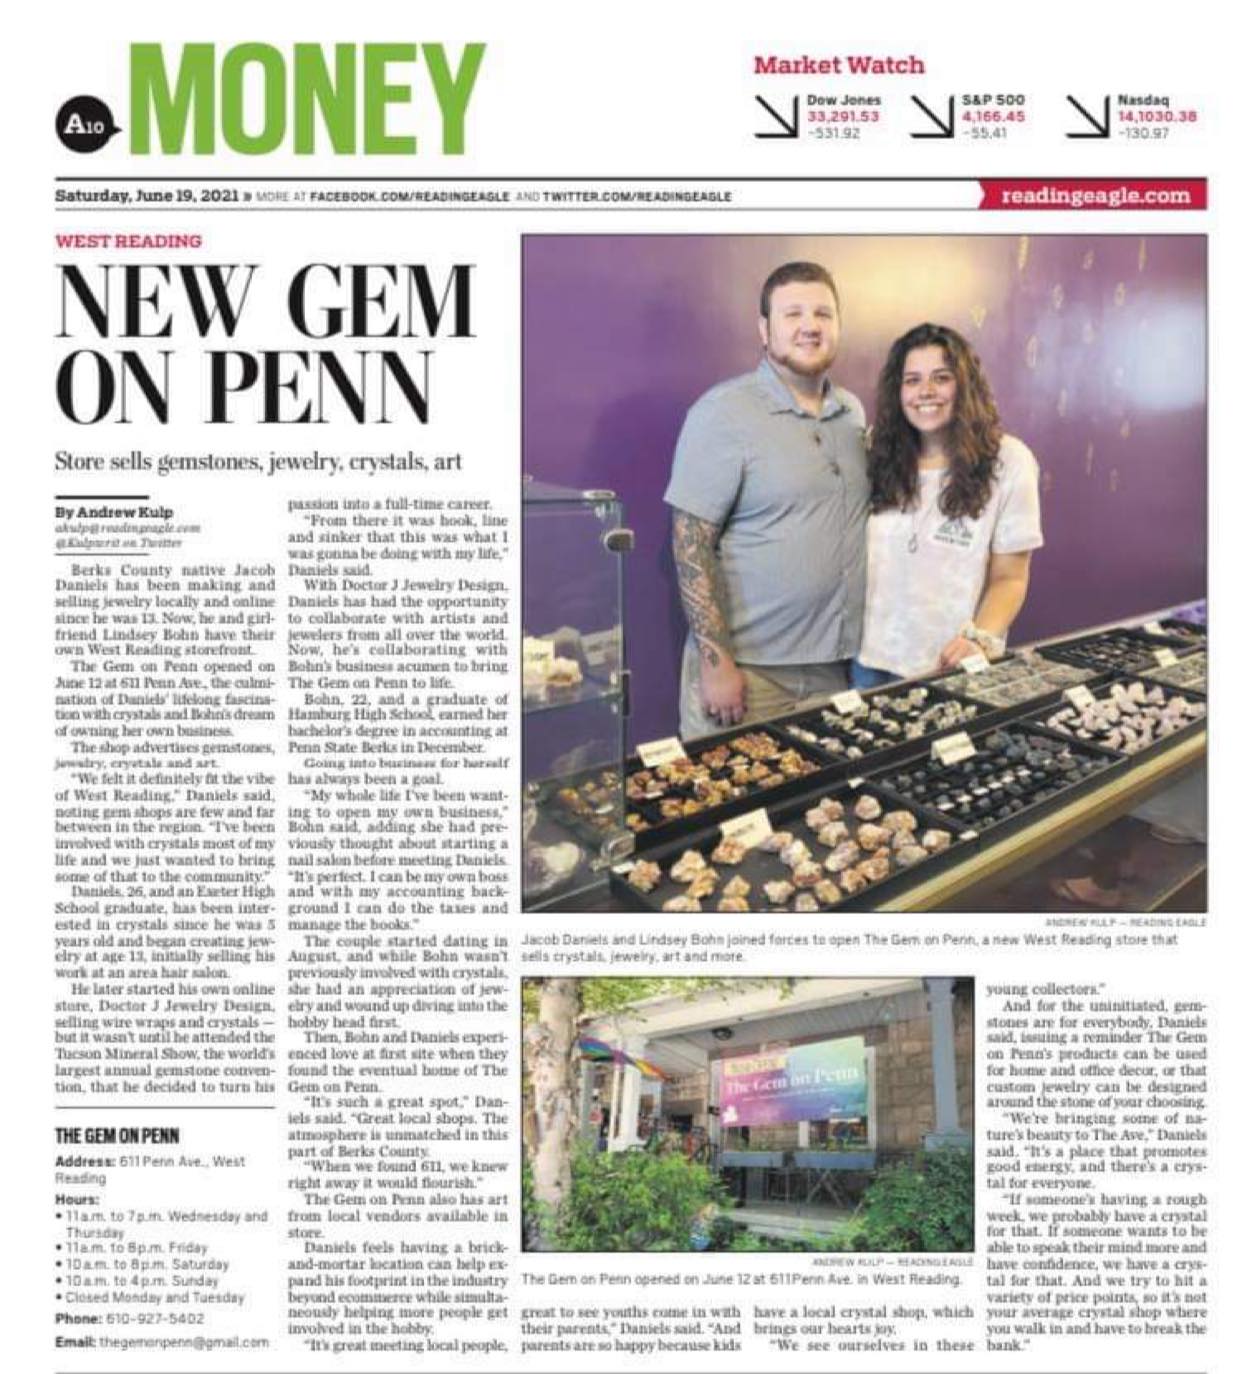 A10
MONEY
Market Watch
Dow Jones
33,291.53
-531.92
S&P 500
4,166.45
-55.41
Nasdaq
14,1030.38
-130.97
Saturday, June 19, 2021 » MORE AT FACEBOOK.COM/READINGEAGLE AND TWITTER.COM/READINGEAGLE
readingeagle.com
WEST READING
NEW GEM
ON PENN
Store sells gemstones, jewelry, crystals, art
By Andrew Kulp
akulp@readingeagle.com
@Kulpwrit on Twitter
Berks County native Jacob
Daniels has been making and
selling jewelry locally and online
since he was 13. Now, he and girl-
friend Lindsey Bohn have their
own West Reading storefront.
The Gem on Penn opened on
June 12 at 611 Penn Ave., the culmi-
nation of Daniels' lifelong fascina-
tion with crystals and Bohn's dream
of owning her own business.
The shop advertises gemstones,
jewelry, crystals and art.
"We felt it definitely fit the vibe
of West Reading," Daniels said,
noting gem shops are few and far
between in the region. "I've been
involved with crystals most of my
life and we just wanted to bring
some of that to the community."
Daniels, 26, and an Exeter High
School graduate, has been inter-
ested in crystals since he was 5
years old and began creating jew-
elry at age 13, initially selling his
work at an area hair salon.
He later started his own online
store, Doctor J Jewelry Design,
selling wire wraps and crystals —
but it wasn't until he attended the
Tucson Mineral Show, the world's
largest annual gemstone conven-
tion, that he decided to turn his
passion into a full-time career.
"From there it was hook, line
and sinker that this was what I
was gonna be doing with my life,"
Daniels said.
With Doctor J Jewelry Design,
Daniels has had the opportunity
to collaborate with artists and
jewelers from all over the world.
Now, he's collaborating with
Bohn's business acumen to bring
The Gem on Penn to life.
Bohn, 22, and a graduate of
Hamburg High School, earned her
bachelor's degree in accounting at
Penn State Berks in December.
Going into business for herself
has always been a goal.
"My whole life I've been want-
ing to open my own business,"
Bohn said, adding she had pre-
viously thought about starting a
nail salon before meeting Daniels.
"It's perfect. I can be my own boss
and with my accounting back-
ground I can do the taxes and
manage the books."
The couple started dating in
August, and while Bohn wasn't
previously involved with crystals,
she had an appreciation of jew-
elry and wound up diving into the
hobby head first.
Then, Bohn and Daniels experi-
enced love at first site when they
found the eventual home of The
Gem on Penn.
"It's such a great spot," Dan-
iels said. "Great local shops. The
atmosphere is unmatched in this
part of Berks County.
"When we found 611, we knew
right away it would flourish."
The Gem on Penn also has art
from local vendors available in
store.
Daniels feels having a brick-
and-mortar location can help ex-
pand his footprint in the industry
beyond ecommerce while simulta-
neously helping more people get
involved in the hobby.
"It's great meeting local people,
THE GEM ON PENN
Address: 611 Penn Ave., West
Reading
Hours:
• 11 a.m. to 7 p.m. Wednesday and
Thursday
• 11 a.m. to 8 p.m. Friday
• 10 a.m. to 8 p.m. Saturday
• 10 a.m. to 4 p.m. Sunday
• Closed Monday and Tuesday
Phone: 610-927-5402
Email: thegemonpenn@gmail.com
ANDREW KULP — READING EAGLE
Jacob Daniels and Lindsey Bohn joined forces to open The Gem on Penn, a new West Reading store that
sells crystals, jewelry, art and more.
The Gem on Penn
ANDREW KULP — READING EAGLE
The Gem on Penn opened on June 12 at 611 Penn Ave. in West Reading.
great to see youths come in with
their parents," Daniels said. "And
parents are so happy because kids
have a local crystal shop, which
brings our hearts joy.
"We see ourselves in these
young collectors."
And for the uninitiated, gem-
stones are for everybody, Daniels
said, issuing a reminder The Gem
on Penn's products can be used
for home and office decor, or that
custom jewelry can be designed
around the stone of your choosing.
"We're bringing some of na-
ture's beauty to The Ave," Daniels
said. "It's a place that promotes
good energy, and there's a crys-
tal for everyone.
"If someone's having a rough
week, we probably have a crystal
for that. If someone wants to be
able to speak their mind more and
have confidence, we have a crys-
tal for that. And we try to hit a
variety of price points, so it's not
your average crystal shop where
you walk in and have to break the
bank."